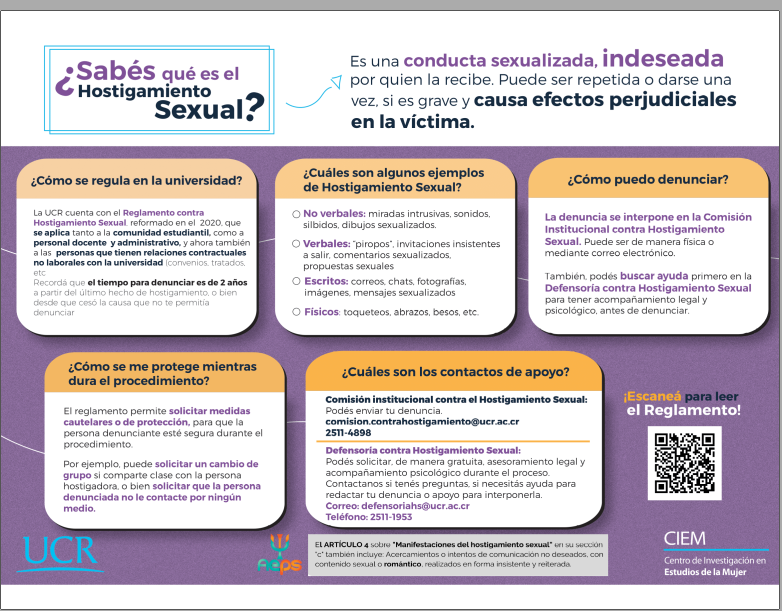 ¿Sabés qué es el
Hostigamiento
Sexual?
Es una conducta sexualizada, indeseada
por quien la recibe. Puede ser repetida o darse una
vez, si es grave y causa efectos perjudiciales
en la víctima.
¿Cómo se regula en la universidad?
La UCR cuenta con el Reglamento contra
Hostigamiento Sexual, reformado en el 2020, que
se aplica tanto a la comunidad estudiantil, como a
personal docente y administrativo, y ahora también
a las personas que tienen relaciones contractuales
no laborales con la universidad (convenios, tratados,
etc
Recordá que el tiempo para denunciar es de 2 años
a partir del último hecho de hostigamiento, o bien
desde que cesó la causa que no te permitía
denunciar
¿Cuáles son algunos ejemplos
de Hostigamiento Sexual?
No verbales: miradas intrusivas, sonidos,
silbidos, dibujos sexualizados.
Verbales: "piropos", invitaciones insistentes
a salir, comentarios sexualizados,
propuestas sexuales
Escritos: correos, chats, fotografías,
imágenes, mensajes sexualizados
Físicos: toqueteos, abrazos, besos, etc.
¿Cómo puedo denunciar?
La denuncia se interpone en la Comisión
Institucional contra Hostigamiento
Sexual. Puede ser de manera física o
mediante correo electrónico.
También, podés buscar ayuda primero en la
Defensoría contra Hostigamiento Sexual
para tener acompañamiento legal y
psicológico, antes de denunciar.
¿Cómo se me protege mientras
dura el procedimiento?
El reglamento permite solicitar medidas
cautelares o de protección, para que la
persona denunciante esté segura durante el
procedimiento.
Por ejemplo, puede solicitar un cambio de
grupo si comparte clase con la persona
hostigadora, o bien solicitar que la persona
denunciada no le contacte por ningún
medio.
¿Cuáles son los contactos de apoyo?
Comisión institucional contra el Hostigamiento Sexual:
Podés enviar tu denuncia.
comision.contrahostigamiento@ucr.ac.cr
2511-4898
Defensoría contra Hostigamiento Sexual:
Podés solicitar, de manera gratuita, asesoramiento legal y
acompañamiento psicológico durante el proceso.
Contactanos si tenés preguntas, si necesitás ayuda para
redactar tu denuncia o apoyo para interponerla.
Correo: defensoriahs@ucr.ac.cr
Teléfono: 2511-1953
¡Escaneá para leer
el Reglamento!
UCR
Adps
El ARTÍCULO 4 sobre "Manifestaciones del hostigamiento sexual" en su sección
"c" también incluye: Acercamientos o intentos de comunicación no deseados, con
contenido sexual o romántico, realizados en forma insistente y reiterada.
CIEM
Centro de Investigación en
Estudios de la Mujer